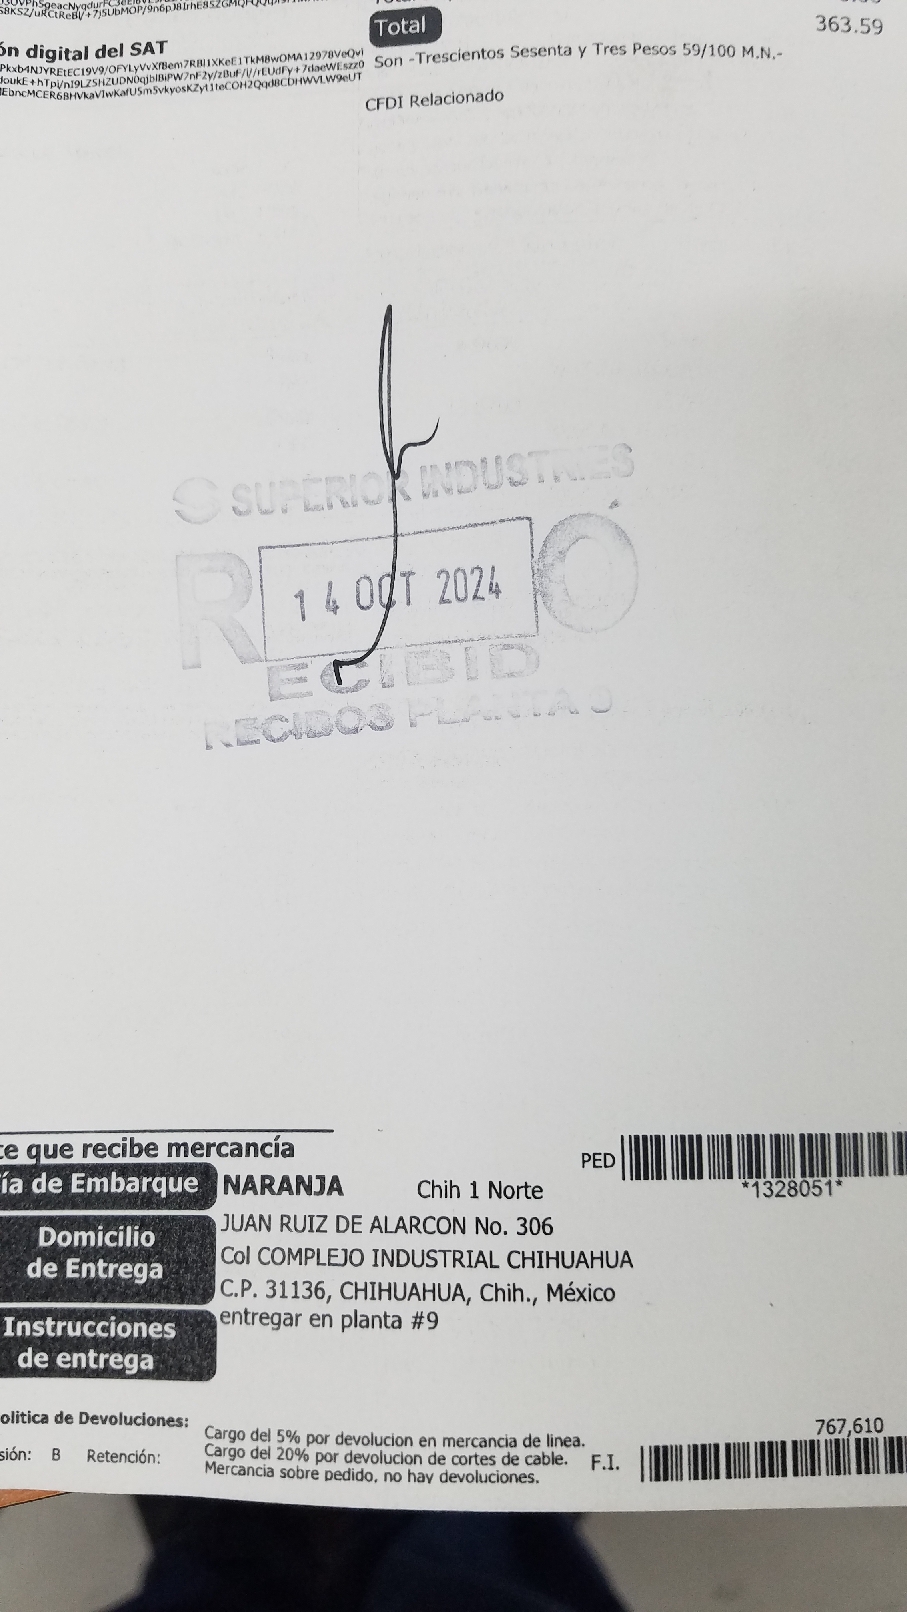 Total
363.59
ón digital del SAT
Son -Trescientos Sesenta y Tres Pesos 59/100 M.N.,-
CFDI Relacionado
SUPERIOR INDUSTRIES
R 14 OCT 2024 Ó
ECIBID
RECIBOS PLANTA 9
te que recibe mercancía
PED
*1328051*
ía de Embarque NARANJA Chih 1 Norte
Domicilio de Entrega
JUAN RUIZ DE ALARCON No. 306
Col COMPLEJO INDUSTRIAL CHIHUAHUA
C.P. 31136, CHIHUAHUA, Chih., México
Instrucciones de entrega
entregar en planta #9
olitica de Devoluciones:
Cargo del 5% por devolucion en mercancia de linea.
Cargo del 20% por devolucion de cortes de cable.
Mercancia sobre pedido, no hay devoluciones.
sión: B Retención:
F.I.
767,610